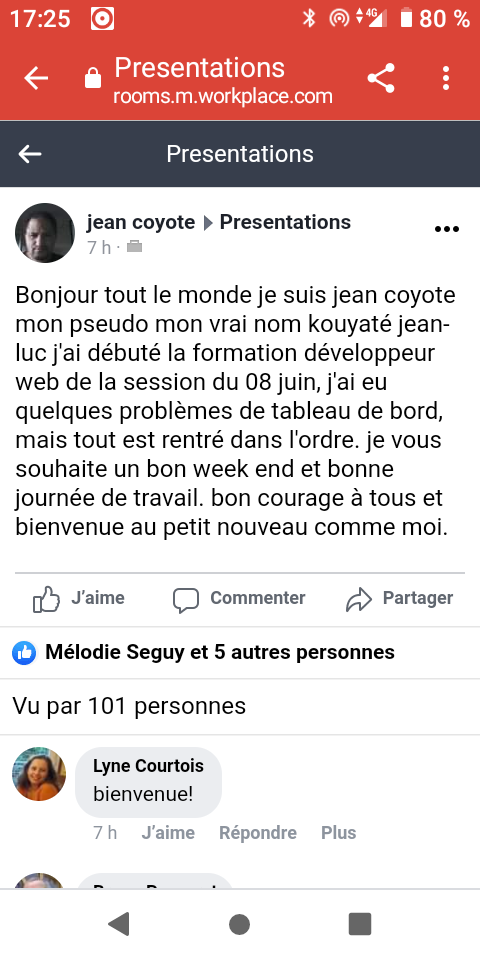 17:25 4G 80 %
Presentations
rooms.m.workplace.com
Presentations
jean coyote Presentations
7 h ·
Bonjour tout le monde je suis jean coyote
mon pseudo mon vrai nom kouyaté jean-
luc j'ai débuté la formation développeur
web de la session du 08 juin, j'ai eu
quelques problèmes de tableau de bord,
mais tout est rentré dans l'ordre. je vous
souhaite un bon week end et bonne
journée de travail. bon courage à tous et
bienvenue au petit nouveau comme moi.
J'aime Commenter Partager
Mélodie Seguy et 5 autres personnes
Vu par 101 personnes
Lyne Courtois
bienvenue!
7 h J'aime Répondre Plus